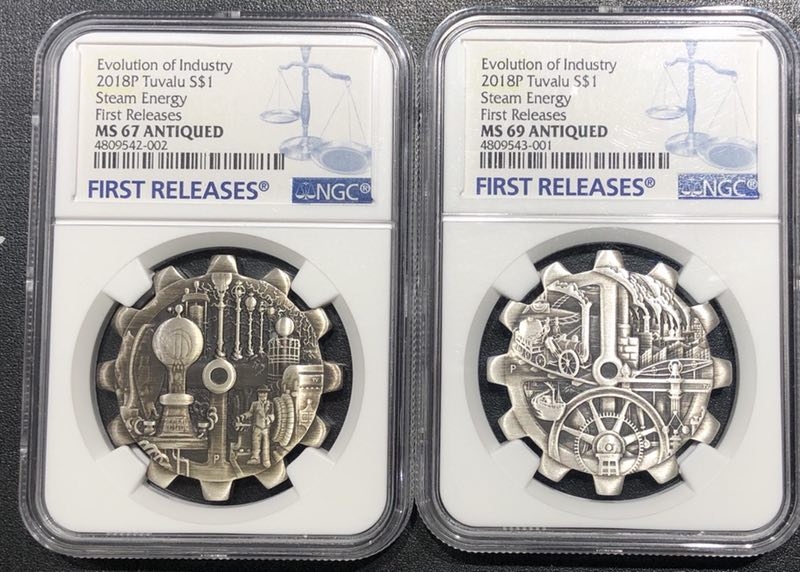 Evolution of Industry
2018P Tuvalu S$1
Steam Energy
First Releases
MS 67 ANTIQUED
4809542-002
FIRST RELEASES®
NGC®
P
Evolution of Industry
2018P Tuvalu S$1
Steam Energy
First Releases
MS 69 ANTIQUED
4809543-001
FIRST RELEASES®
NGC®
P